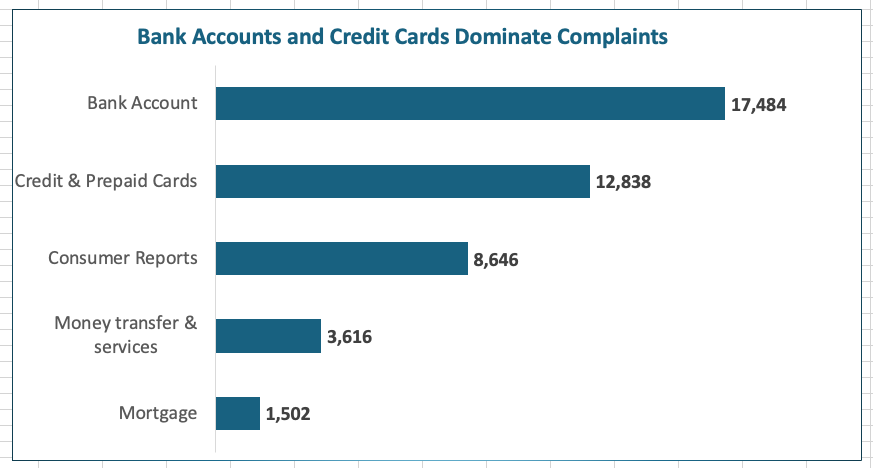 Bank Accounts and Credit Cards Dominate Complaints
Bank Account
17,484
Credit & Prepaid Cards
12,838
Consumer Reports
8,646
Money transfer &
services
3,616
Mortgage
1,502